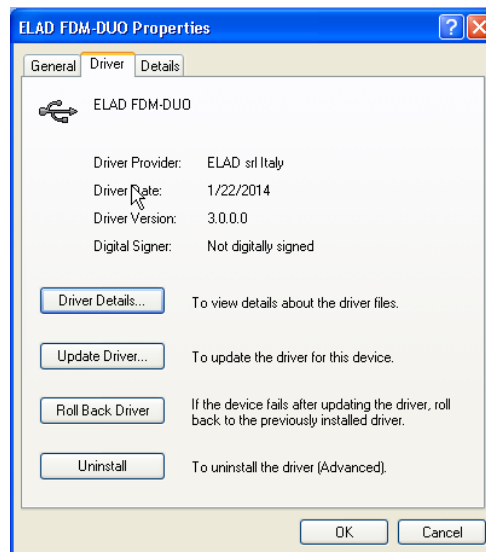 ELAD FDM-DUO Properties
General Driver Details
ELAD FDM-DUO
Driver Provider: ELAD srl Italy
Driver Date: 1/22/2014
Driver Version: 3.0.0.0
Digital Signer: Not digitally signed
Driver Details... To view details about the driver files.
Update Driver... To update the driver for this device.
Roll Back Driver If the device fails after updating the driver, roll
back to the previously installed driver.
Uninstall To uninstall the driver (Advanced).
OK Cancel